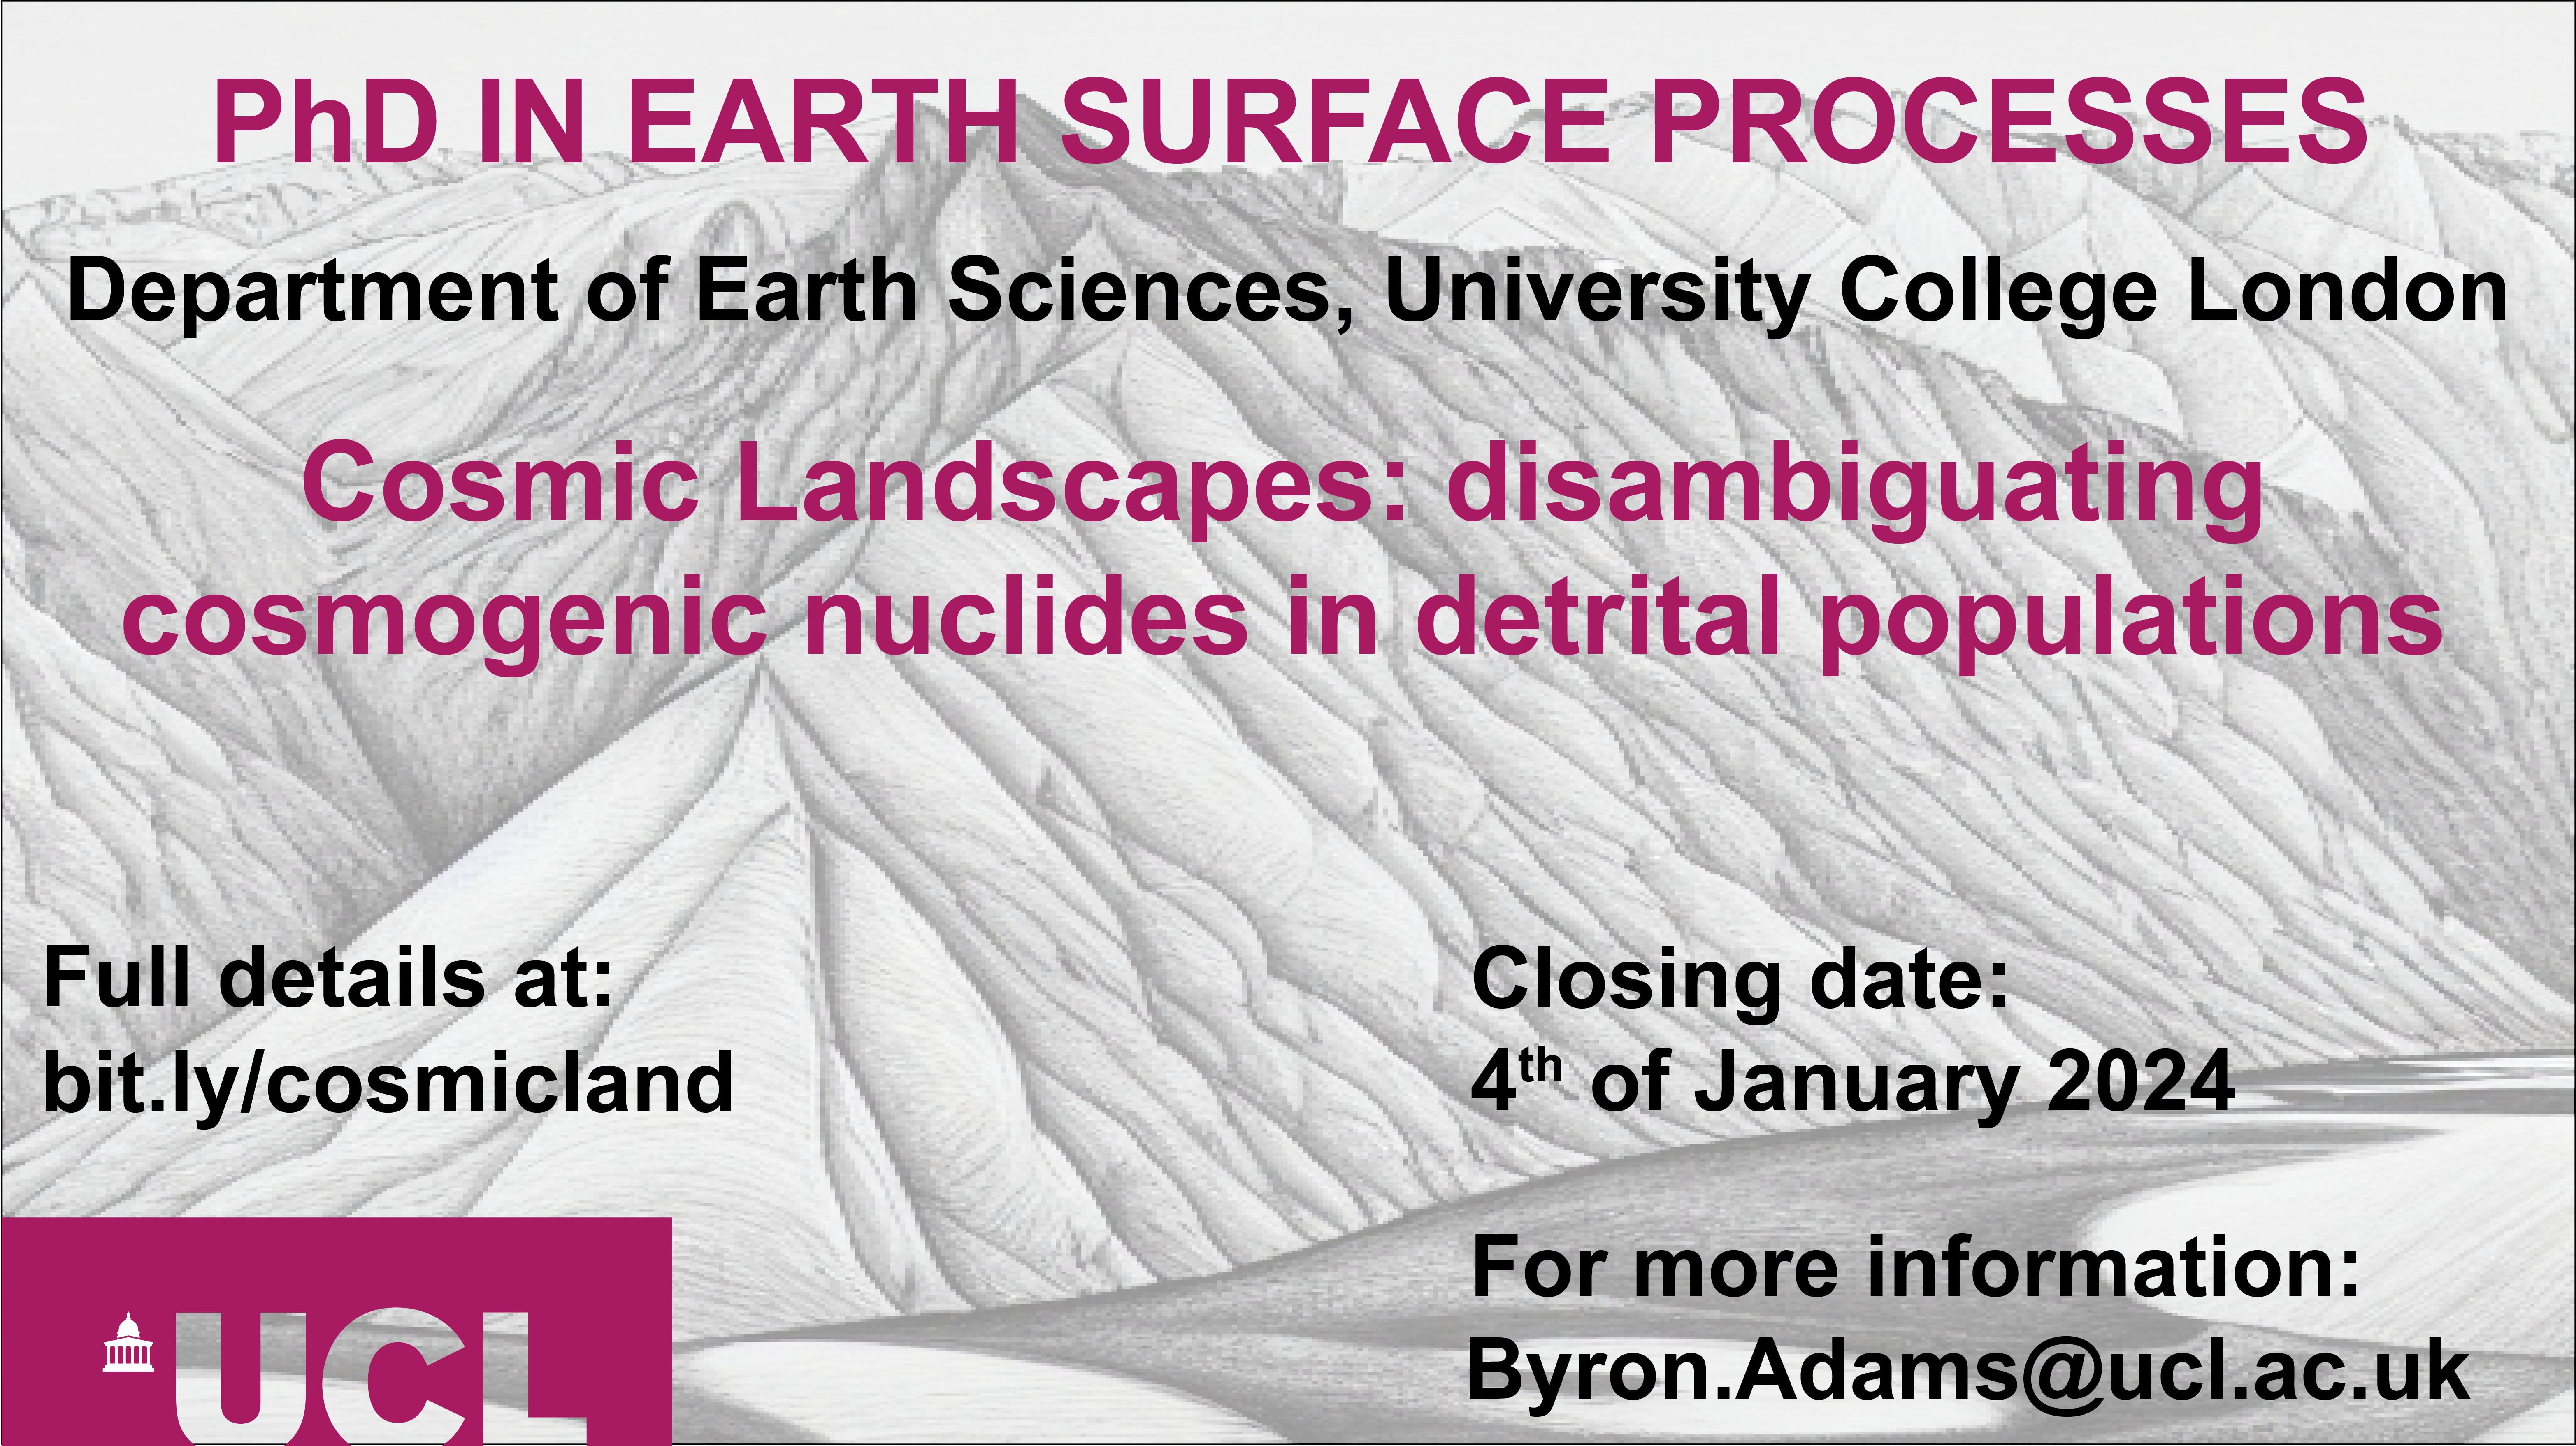 PhD IN EARTH SURFACE PROCESSES
Department of Earth Sciences, University College London
Cosmic Landscapes: disambiguating
cosmogenic nuclides in detrital populations
Full details at:
bit.ly/cosmicland
Closing date:
4th of January 2024
For more information:
Byron.Adams@ucl.ac.uk
UCL